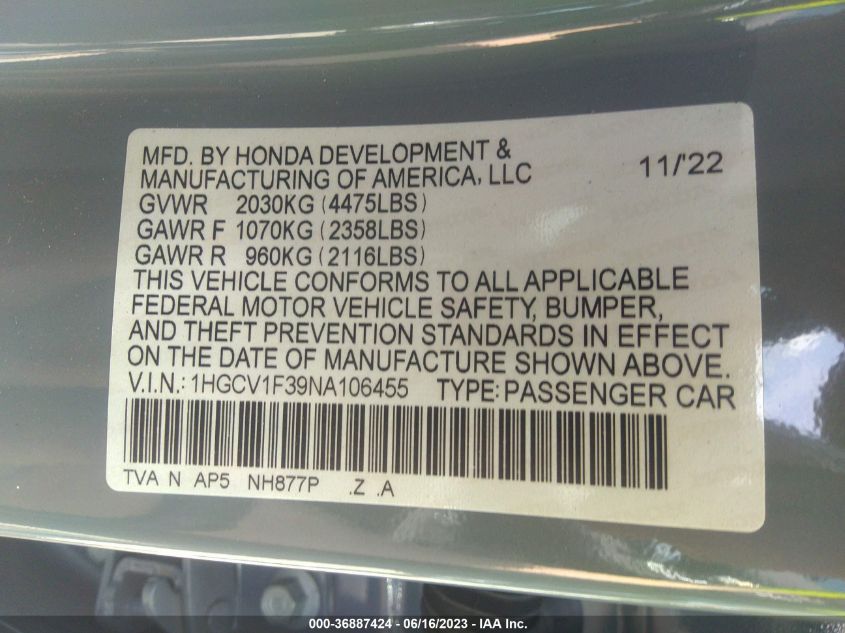 MFD. BY HONDA DEVELOPMENT &
MANUFACTURING OF AMERICA, LLC 11/'22
GVWR 2030KG (4475LBS)
GAWR F 1070KG (2358LBS)
GAWR R 960KG (2116LBS)
THIS VEHICLE CONFORMS TO ALL APPLICABLE
FEDERAL MOTOR VEHICLE SAFETY, BUMPER,
AND THEFT PREVENTION STANDARDS IN EFFECT
ON THE DATE OF MANUFACTURE SHOWN ABOVE.
V.I.N.: 1HGCV1F39NA106455 TYPE: PASSENGER CAR
TVA N AP5 NH877P .Z .A
000-36887424 - 06/16/2023 - IAA Inc.